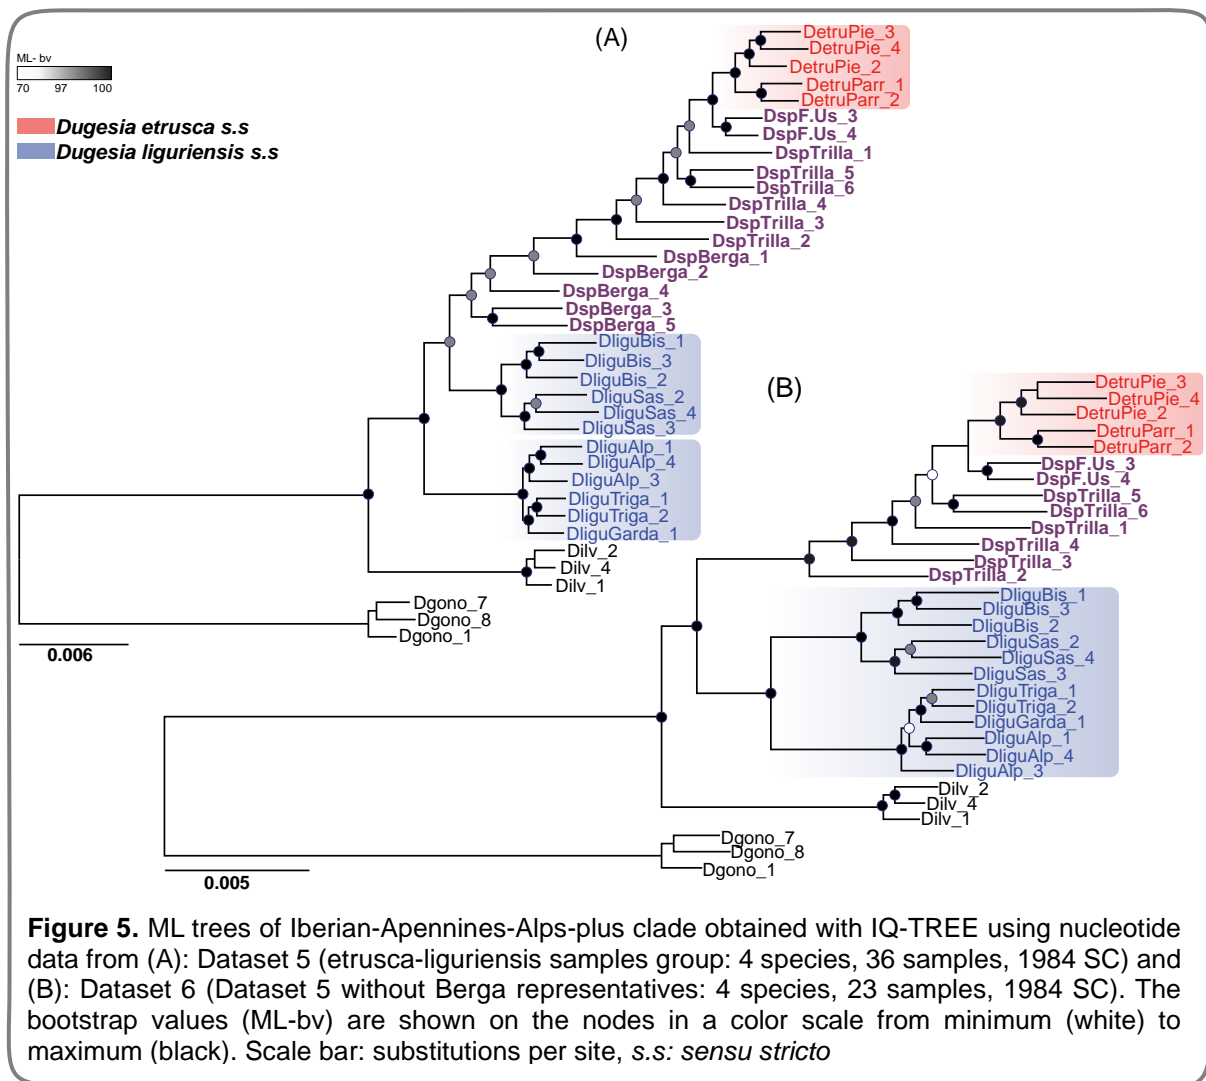 (A)
ML- bv
70 97 100
Dugesia etrusca s.s
Dugesia liguriensis s.s
DetruPie_3
DetruPie_4
DetruPie_2
DetruParr_1
DetruParr_2
DspF.Us_3
DspF.Us_4
DspTrilla_1
DspTrilla_5
DspTrilla_6
DspTrilla_4
DspTrilla_3
DspTrilla_2
DspBerga_1
DspBerga_2
DspBerga_4
DspBerga_3
DspBerga_5
DliguBis_1
DliguBis_3
DliguBis_2
DliguSas_2
DliguSas_4
DliguSas_3
DliguAlp_1
DliguAlp_4
DliguAlp_3
DliguTriga_1
DliguTriga_2
DliguGarda_1
Dilv_2
Dilv_4
Dilv_1
Dgono_7
Dgono_8
Dgono_1
0.006
(B)
DetruPie_3
DetruPie_4
DetruPie_2
DetruParr_1
DetruParr_2
DspF.Us_3
DspF.Us_4
DspTrilla_5
DspTrilla_6
DspTrilla_1
DspTrilla_4
DspTrilla_3
DspTrilla_2
DliguBis_1
DliguBis_3
DliguBis_2
DliguSas_2
DliguSas_4
DliguSas_3
DliguTriga_1
DliguTriga_2
DliguGarda_1
DliguAlp_1
DliguAlp_4
DliguAlp_3
Dilv_2
Dilv_4
Dilv_1
Dgono_7
Dgono_8
Dgono_1
0.005
Figure 5. ML trees of Iberian-Apennines-Alps-plus clade obtained with IQ-TREE using nucleotide
data from (A): Dataset 5 (etrusca-liguriensis samples group: 4 species, 36 samples, 1984 SC) and
(B): Dataset 6 (Dataset 5 without Berga representatives: 4 species, 23 samples, 1984 SC). The
bootstrap values (ML-bv) are shown on the nodes in a color scale from minimum (white) to
maximum (black). Scale bar: substitutions per site, s.s: sensu stricto